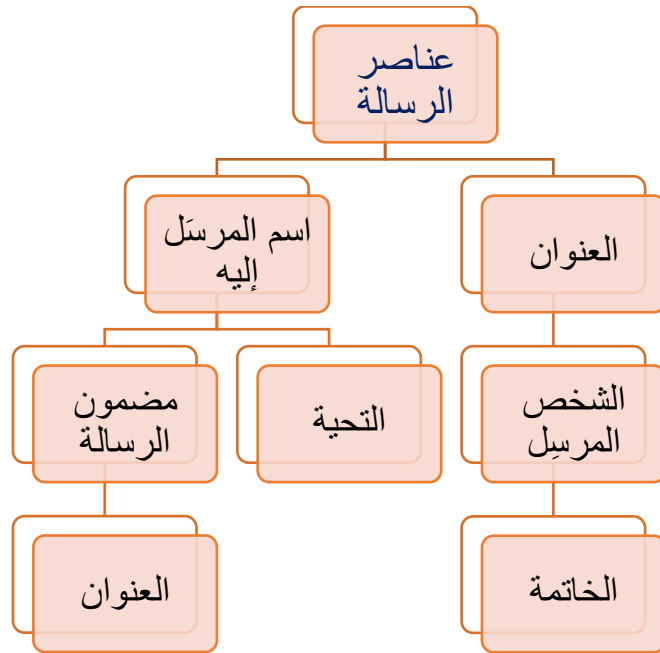 عناصر
الرسالة
العنوان
اسم المرسَل
إليه
الشخص
المرسِل
التحية
مضمون
الرسالة
الخاتمة
العنوان